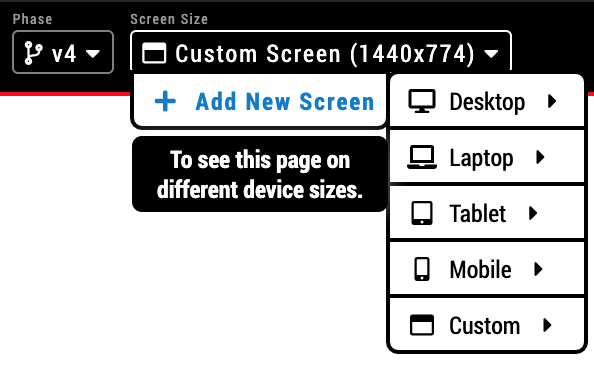 Phase
Screen Size
v4
Custom Screen (1440x774)
Add New Screen
To see this page on
different device sizes.
Desktop
Laptop
Tablet
Mobile
Custom